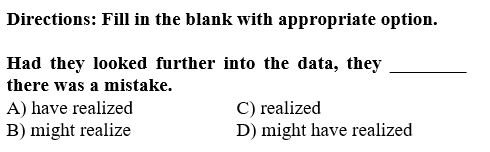 Directions: Fill in the blank with appropriate option.
Had they looked further into the data, they ________
there was a mistake.
A) have realized C) realized
B) might realize D) might have realized